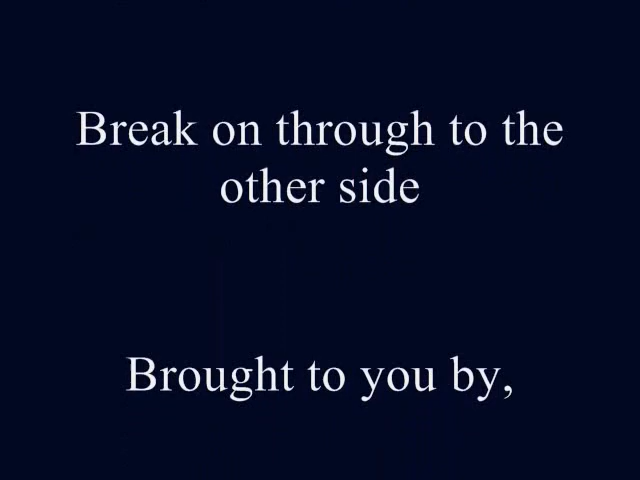 Break on through to the
other side
Brought to you by,